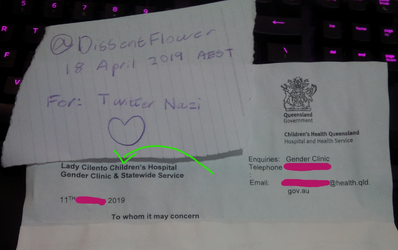 @DissentFlower
18 April 2019 AEST
For: Twitter Nazi
Queensland
Government
Children's Health Queensland
Hospital and Health Service
Lady Cilento Children's Hospital
Gender Clinic & Statewide Service
Enquiries: Gender Clinic
Telephone
Email: @health.qld.
gov.au
11TH 2019
To whom it may concern